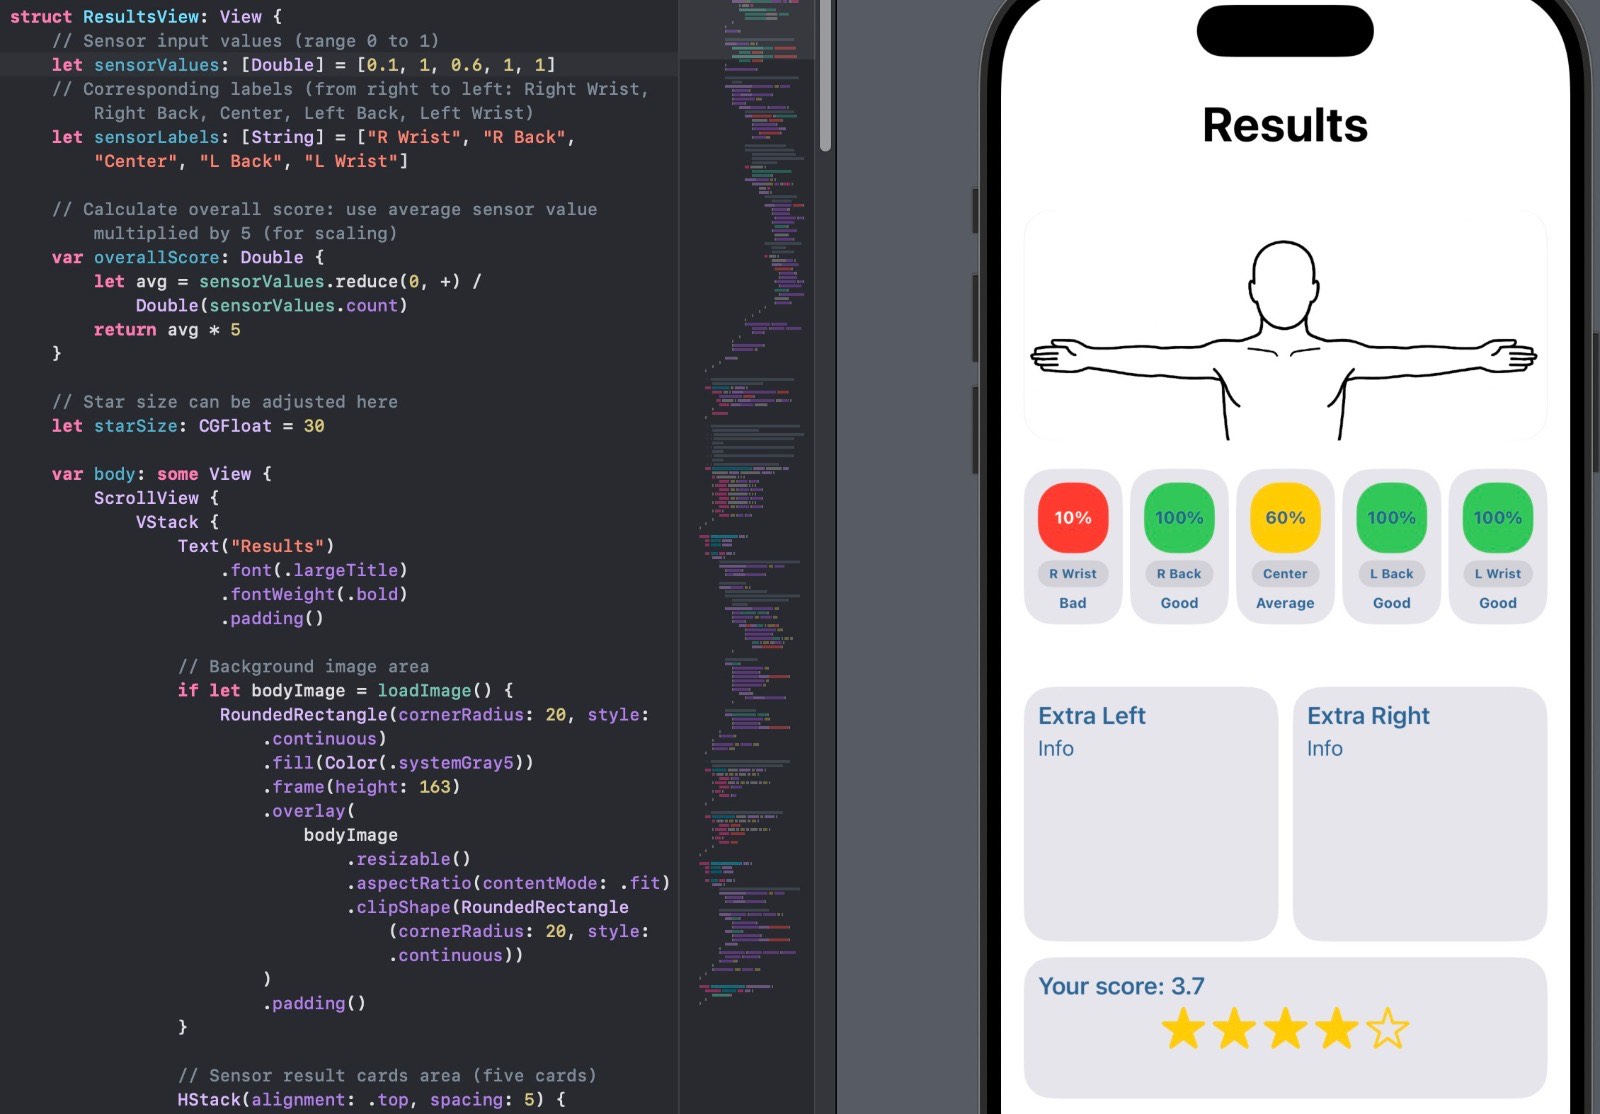 struct ResultsView: View {
// Sensor input values (range 0 to 1)
let sensorValues: [Double] = [0.1, 1, 0.6, 1, 1]
// Corresponding labels (from right to left: Right Wrist,
Right Back, Center, Left Back, Left Wrist)
let sensorLabels: [String] = ["R Wrist", "R Back",
"Center", "L Back", "L Wrist"]
// Calculate overall score: use average sensor value
multiplied by 5 (for scaling)
var overallScore: Double {
let avg = sensorValues.reduce(0, +) /
Double(sensorValues.count)
return avg * 5
}
// Star size can be adjusted here
let starSize: CGFloat = 30
var body: some View {
ScrollView {
VStack {
Text("Results")
.font(.largeTitle)
.fontWeight(.bold)
.padding()
// Background image area
if let bodyImage = loadImage() {
RoundedRectangle(cornerRadius: 20, style:
.continuous)
.fill(Color(.systemGray5))
.frame(height: 163)
.overlay(
bodyImage
.resizable()
.aspectRatio(contentMode: .fit)
.clipShape(RoundedRectangle
(cornerRadius: 20, style:
.continuous))
)
.padding()
}
// Sensor result cards area (five cards)
HStack(alignment: .top, spacing: 5) {
Results
10% 100% 60% 100% 100%
R Wrist R Back Center L Back L Wrist
Bad Good Average Good Good
Extra Left Extra Right
Info Info
Your score: 3.7